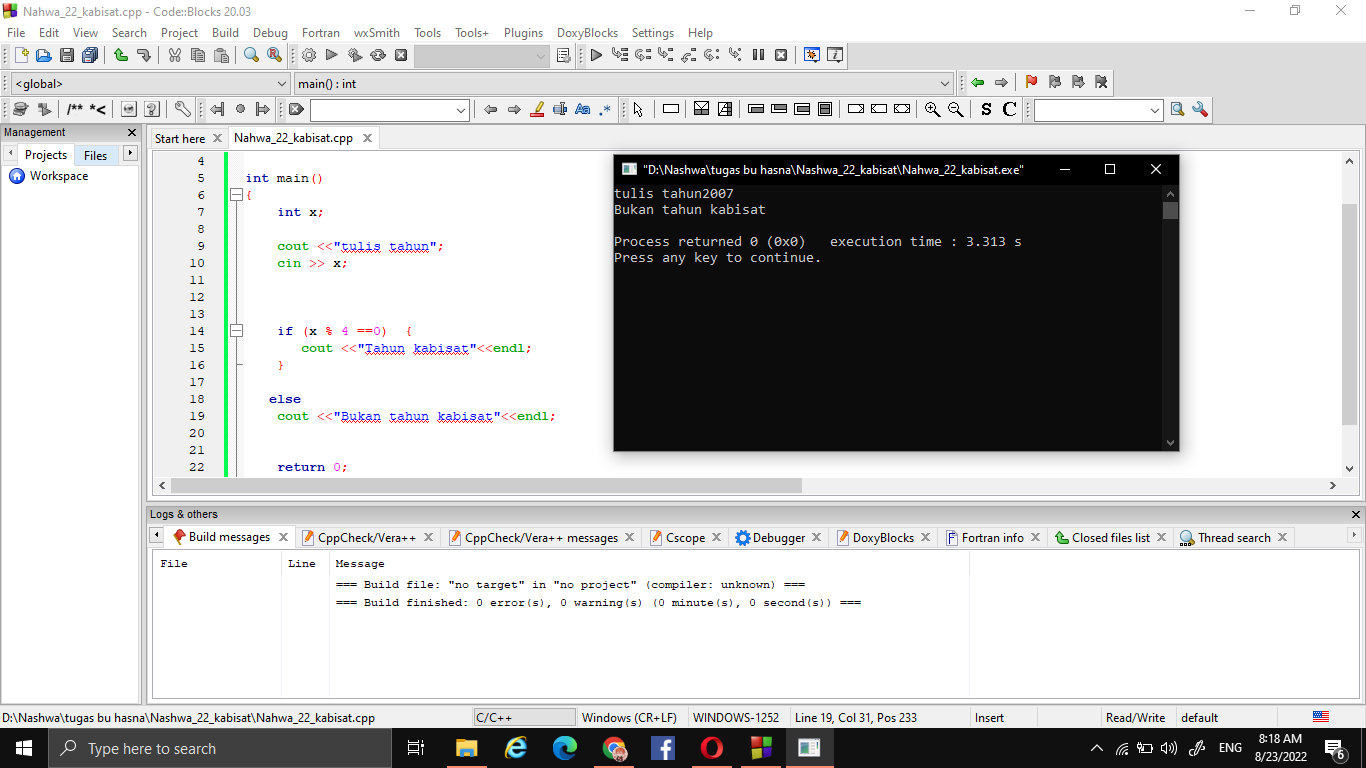 Nahwa_22_kabisat.cpp - Code::Blocks 20.03
File Edit View Search Project Build Debug Fortran wxSmith Tools Tools+ Plugins DoxyBlocks Settings Help
<global> main() : int
/** *< Aa .* S C
Management
Projects Files
Workspace
Start here Nahwa_22_kabisat.cpp
4
5 int main()
6 {
7 int x;
8
9 cout <<"tulis tahun";
10 cin >> x;
11
12
13
14 if (x % 4 ==0) {
15 cout <<"Tahun kabisat"<<endl;
16 }
17
18 else
19 cout <<"Bukan tahun kabisat"<<endl;
20
21
22 return 0;
"D:\Nashwa\tugas bu hasna\Nashwa_22_kabisat\Nahwa_22_kabisat.exe"
tulis tahun2007
Bukan tahun kabisat
Process returned 0 (0x0) execution time : 3.313 s
Press any key to continue.
Logs & others
Build messages CppCheck/Vera++ CppCheck/Vera++ messages Cscope Debugger DoxyBlocks Fortran info Closed files list Thread search
File Line Message
=== Build file: "no target" in "no project" (compiler: unknown) ===
=== Build finished: 0 error(s), 0 warning(s) (0 minute(s), 0 second(s)) ===
D:\Nashwa\tugas bu hasna\Nashwa_22_kabisat\Nahwa_22_kabisat.cpp C/C++ Windows (CR+LF) WINDOWS-1252 Line 19, Col 31, Pos 233 Insert Read/Write default
Type here to search
ENG
8:18 AM
8/23/2022
6